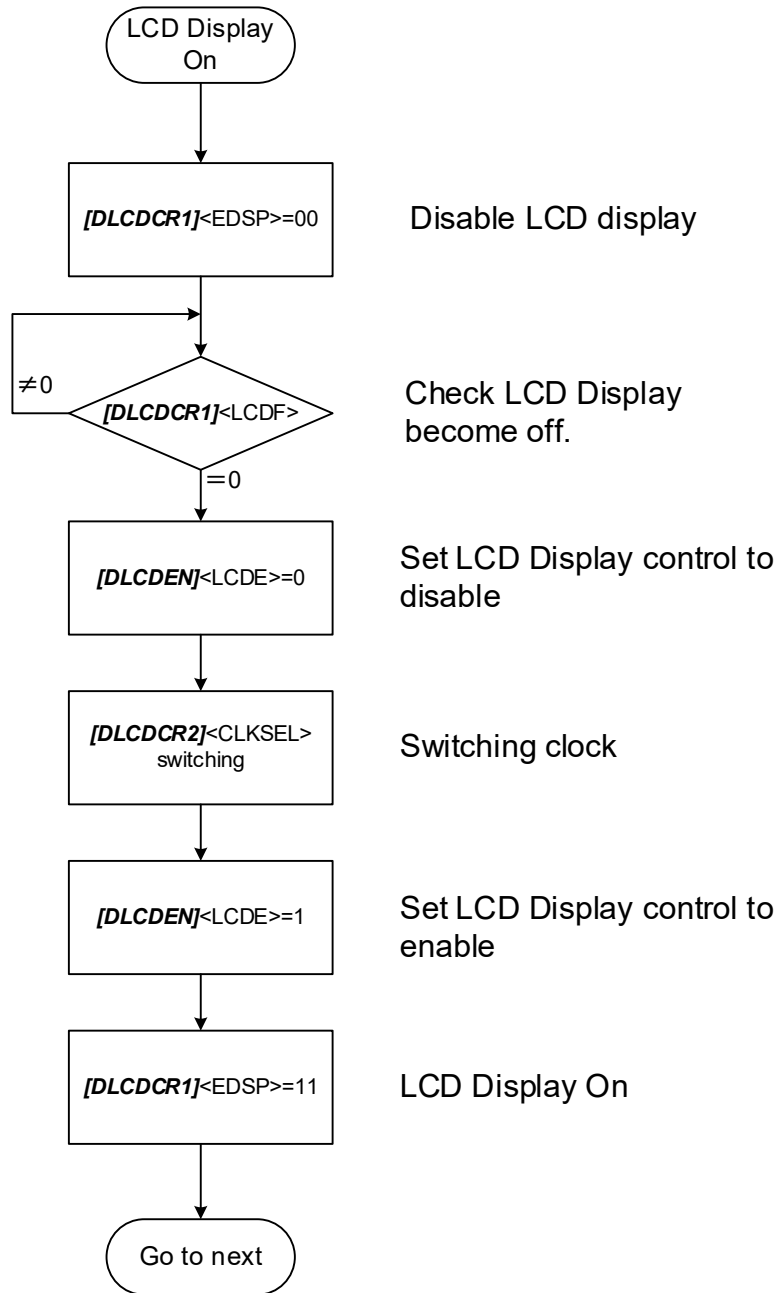 LCD Display
On
[DLCDCR1]<EDSP>=00
Disable LCD display
≠0
[DLCDCR1]<LCDF>
Check LCD Display
become off.
=0
[DLCDEN]<LCDE>=0
Set LCD Display control to
disable
[DLCDCR2]<CLKSEL>
switching
Switching clock
[DLCDEN]<LCDE>=1
Set LCD Display control to
enable
[DLCDCR1]<EDSP>=11
LCD Display On
Go to next